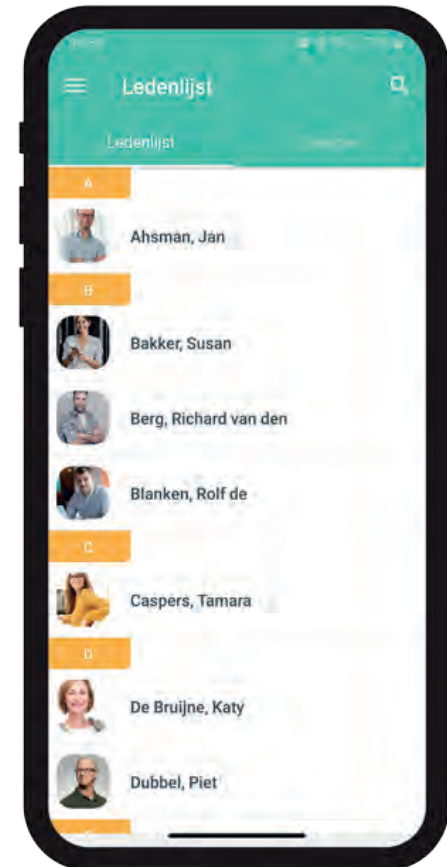 Ledenlijst
Ledenlijst
A
Ahsman, Jan
B
Bakker, Susan
Berg, Richard van den
Blanken, Rolf de
C
Caspers, Tamara
D
De Bruijne, Katy
Dubbel, Piet